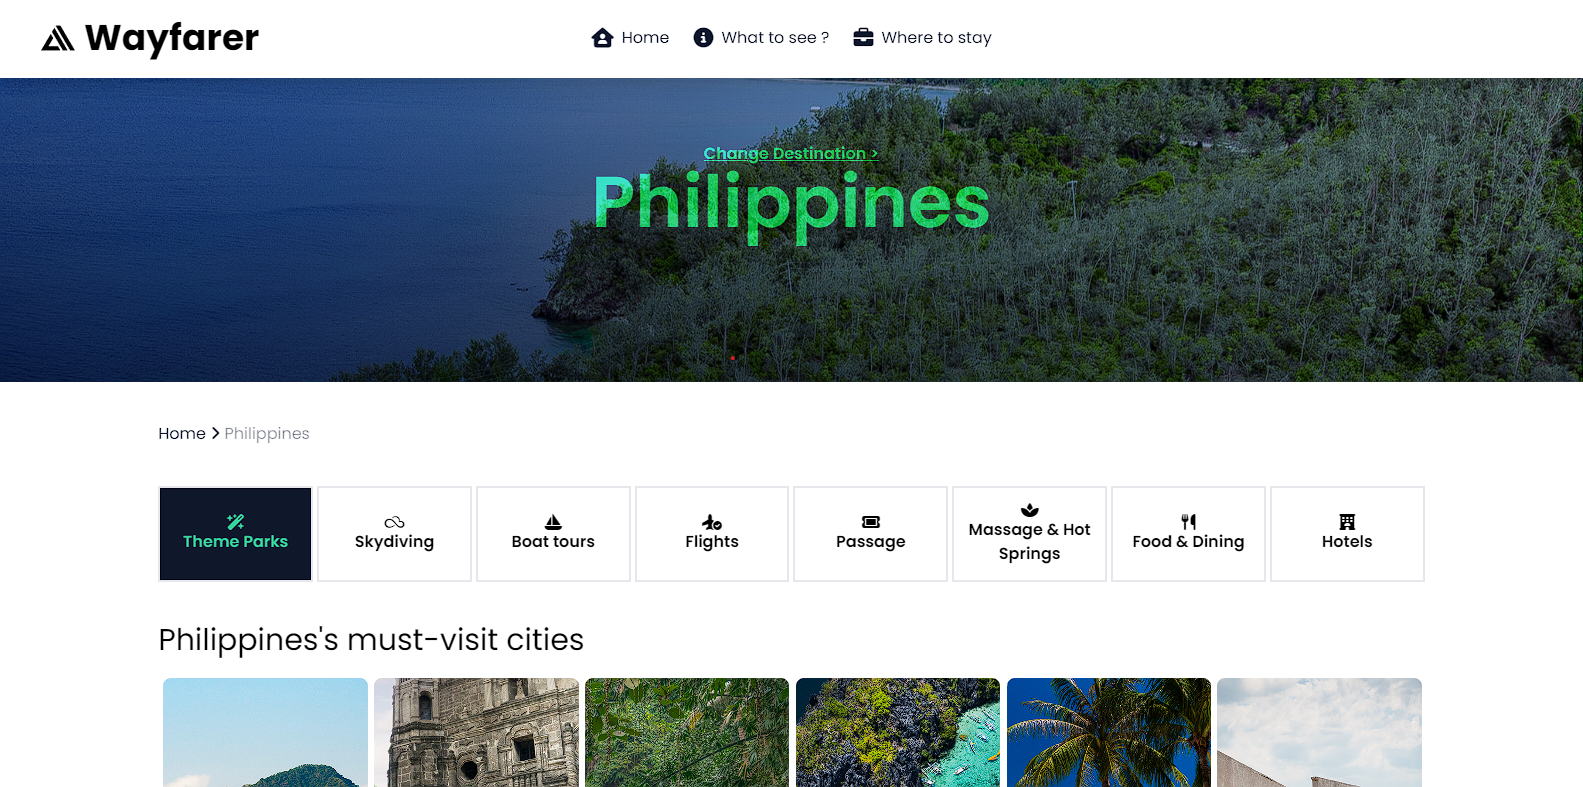 Wayfarer
Home
What to see ?
Where to stay
Change Destination >
Philippines
Home > Philippines
Theme Parks
Skydiving
Boat tours
Flights
Passage
Massage & Hot
Springs
Food & Dining
Hotels
Philippines's must-visit cities